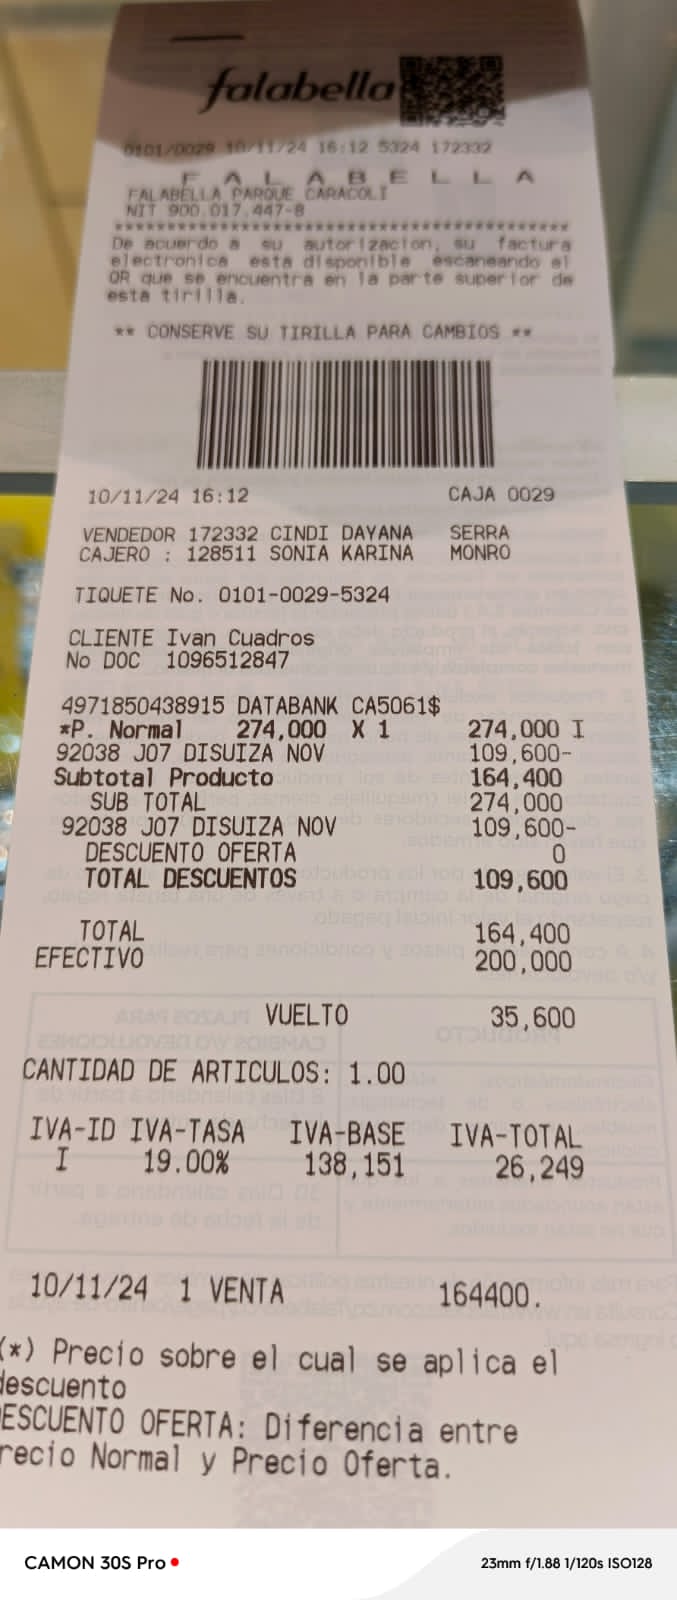 falabella
0101/0029 10/11/24 16:12 5324 172332
F A L A B E L L A
FALABELLA PARQUE CARACOLI
NIT 900.017.447-8
****************************************************
De acuerdo a su autorizacion, su factura
electronica esta disponible escaneando el
QR que se encuentra en la parte superior de
esta tirilla.
** CONSERVE SU TIRILLA PARA CAMBIOS **
10/11/24 16:12 CAJA 0029
VENDEDOR 172332 CINDI DAYANA SERRA
CAJERO : 128511 SONIA KARINA MONRO
TIQUETE No. 0101-0029-5324
CLIENTE Ivan Cuadros
No DOC 1096512847
4971850438915 DATABANK CA5061$
*P. Normal 274,000 X 1 274,000 I
92038 J07 DISUIZA NOV 109,600-
Subtotal Producto 164,400
SUB TOTAL 274,000
92038 J07 DISUIZA NOV 109,600-
DESCUENTO OFERTA 0
TOTAL DESCUENTOS 109,600
TOTAL 164,400
EFECTIVO 200,000
VUELTO 35,600
CANTIDAD DE ARTICULOS: 1.00
IVA-ID IVA-TASA IVA-BASE IVA-TOTAL
I 19.00% 138,151 26,249
10/11/24 1 VENTA 164400.
(*) Precio sobre el cual se aplica el
descuento
ESCUENTO OFERTA: Diferencia entre
recio Normal y Precio Oferta.
CAMON 30S Pro
23mm f/1.88 1/120s ISO128